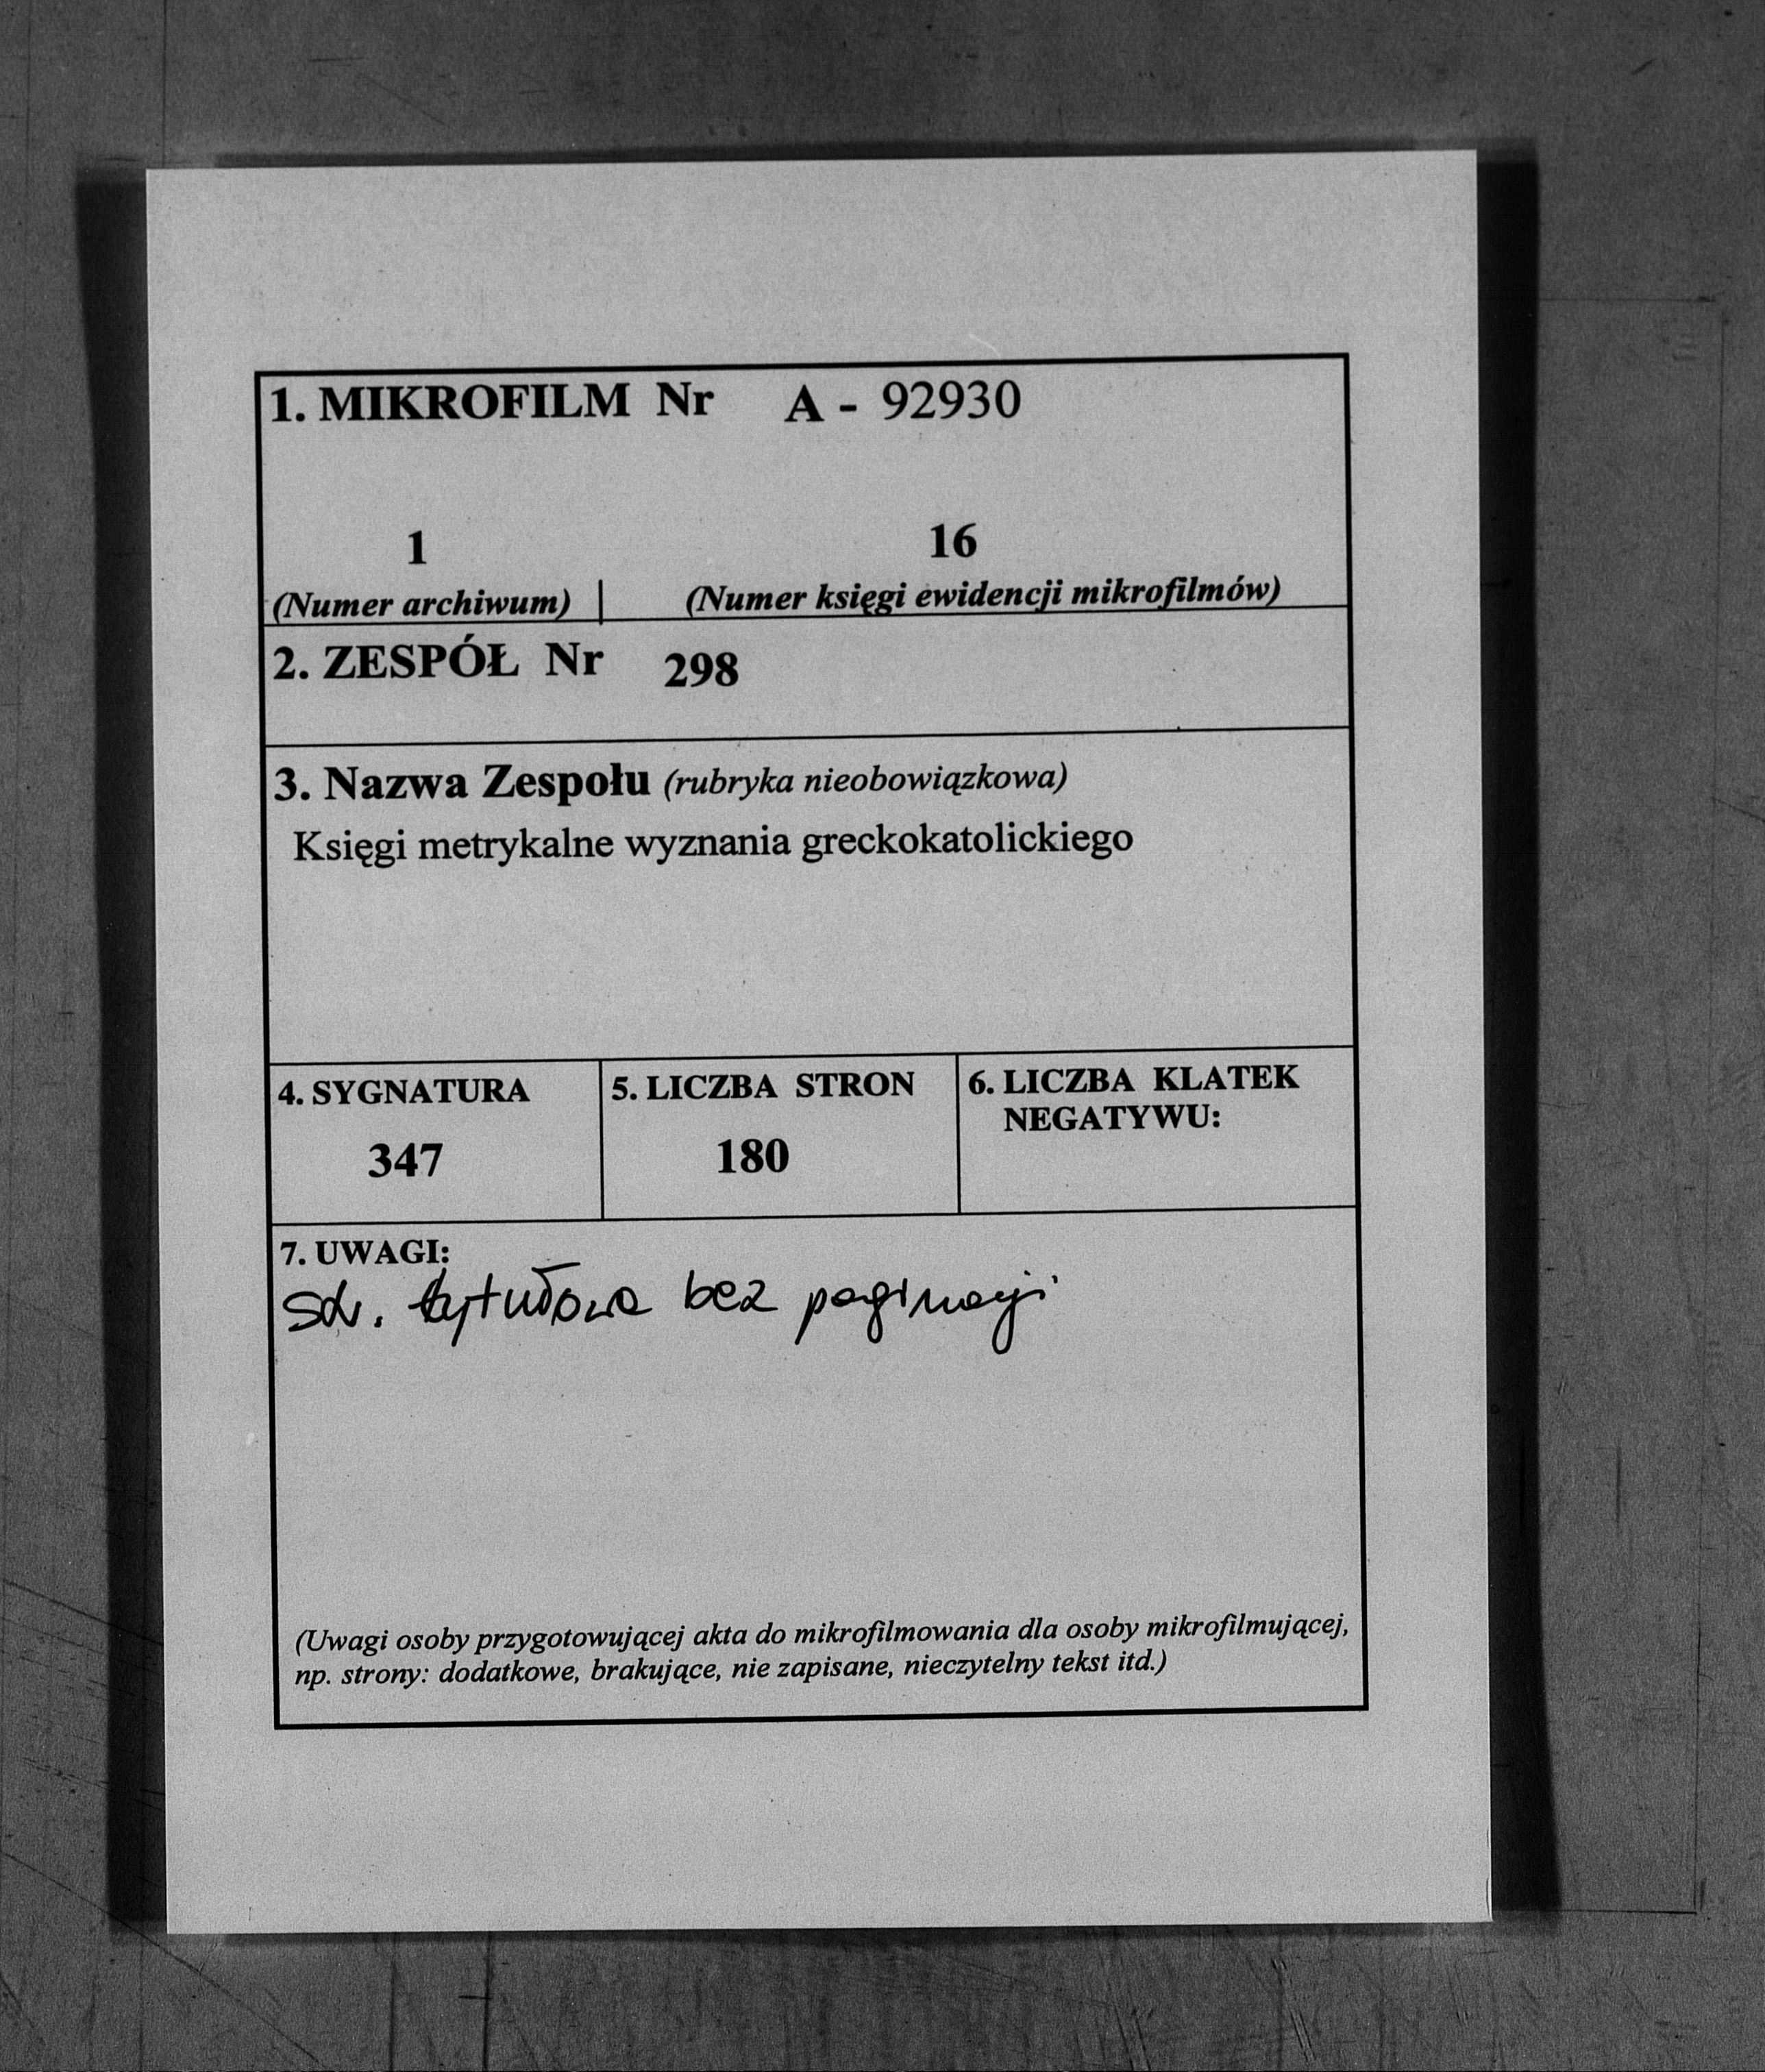 1. MIKROFILM Nr A - 92930
1 16
(Numer archiwum) | (Numer księgi ewidencji mikrofilmów)
2. ZESPÓŁ Nr 298
3. Nazwa Zespołu (rubryka nieobowiązkowa)
Księgi metrykalne wyznania greckokatolickiego
4. SYGNATURA
347
5. LICZBA STRON
180
6. LICZBA KLATEK
NEGATYWU:
7. UWAGI:
str. tytułowa bez paginacji
(Uwagi osoby przygotowującej akta do mikrofilmowania dla osoby mikrofilmującej,
np. strony: dodatkowe, brakujące, nie zapisane, nieczytelny tekst itd.)